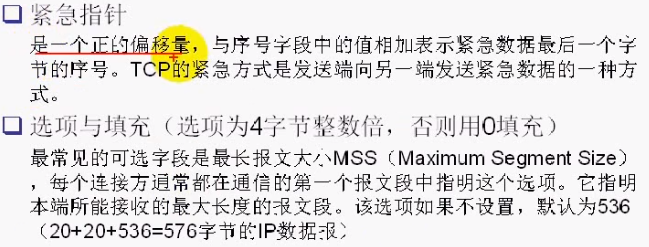 紧急指针
是一个正的偏移量，与序号字段中的值相加表示紧急数据最后一个字
节的序号。TCP的紧急方式是发送端向另一端发送紧急数据的一种方
式。
选项与填充（选项为4字节整数倍，否则用0填充）
最常见的可选字段是最长报文大小MSS（Maximum Segment Size）
，每个连接方通常都在通信的第一个报文段中指明这个选项。它指明
本端所能接收的最大长度的报文段。该选项如果不设置，默认为536
（20+20+536=576字节的IP数据报）